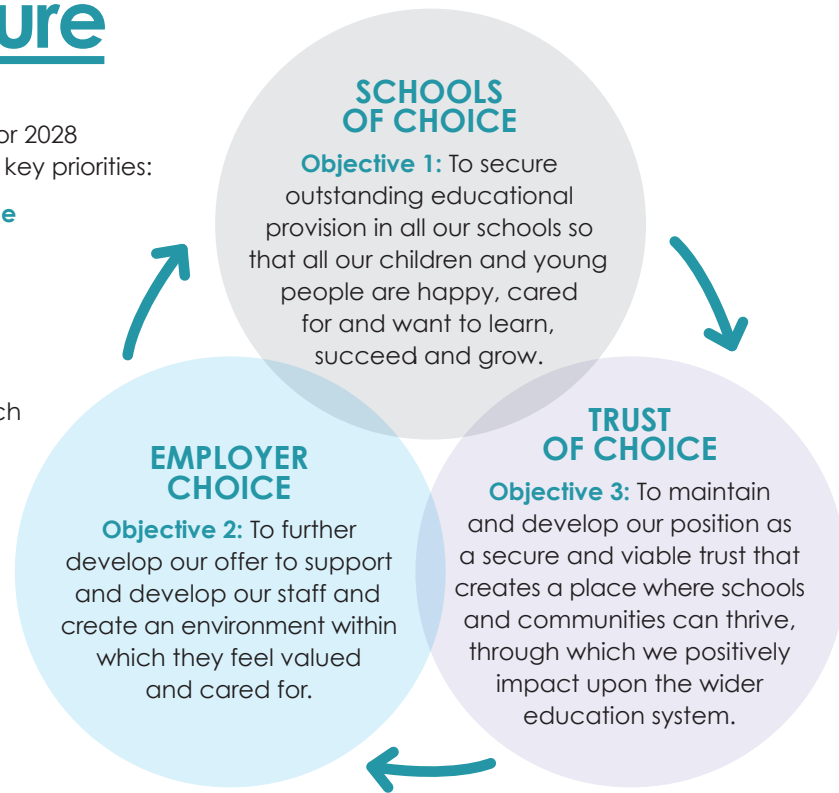 ure
or 2028
key priorities:
e
ch
SCHOOLS
OF CHOICE
Objective 1: To secure
outstanding educational
provision in all our schools so
that all our children and young
people are happy, cared
for and want to learn,
succeed and grow.
EMPLOYER
CHOICE
Objective 2: To further
develop our offer to support
and develop our staff and
create an environment within
which they feel valued
and cared for.
TRUST
OF CHOICE
Objective 3: To maintain
and develop our position as
a secure and viable trust that
creates a place where schools
and communities can thrive,
through which we positively
impact upon the wider
education system.